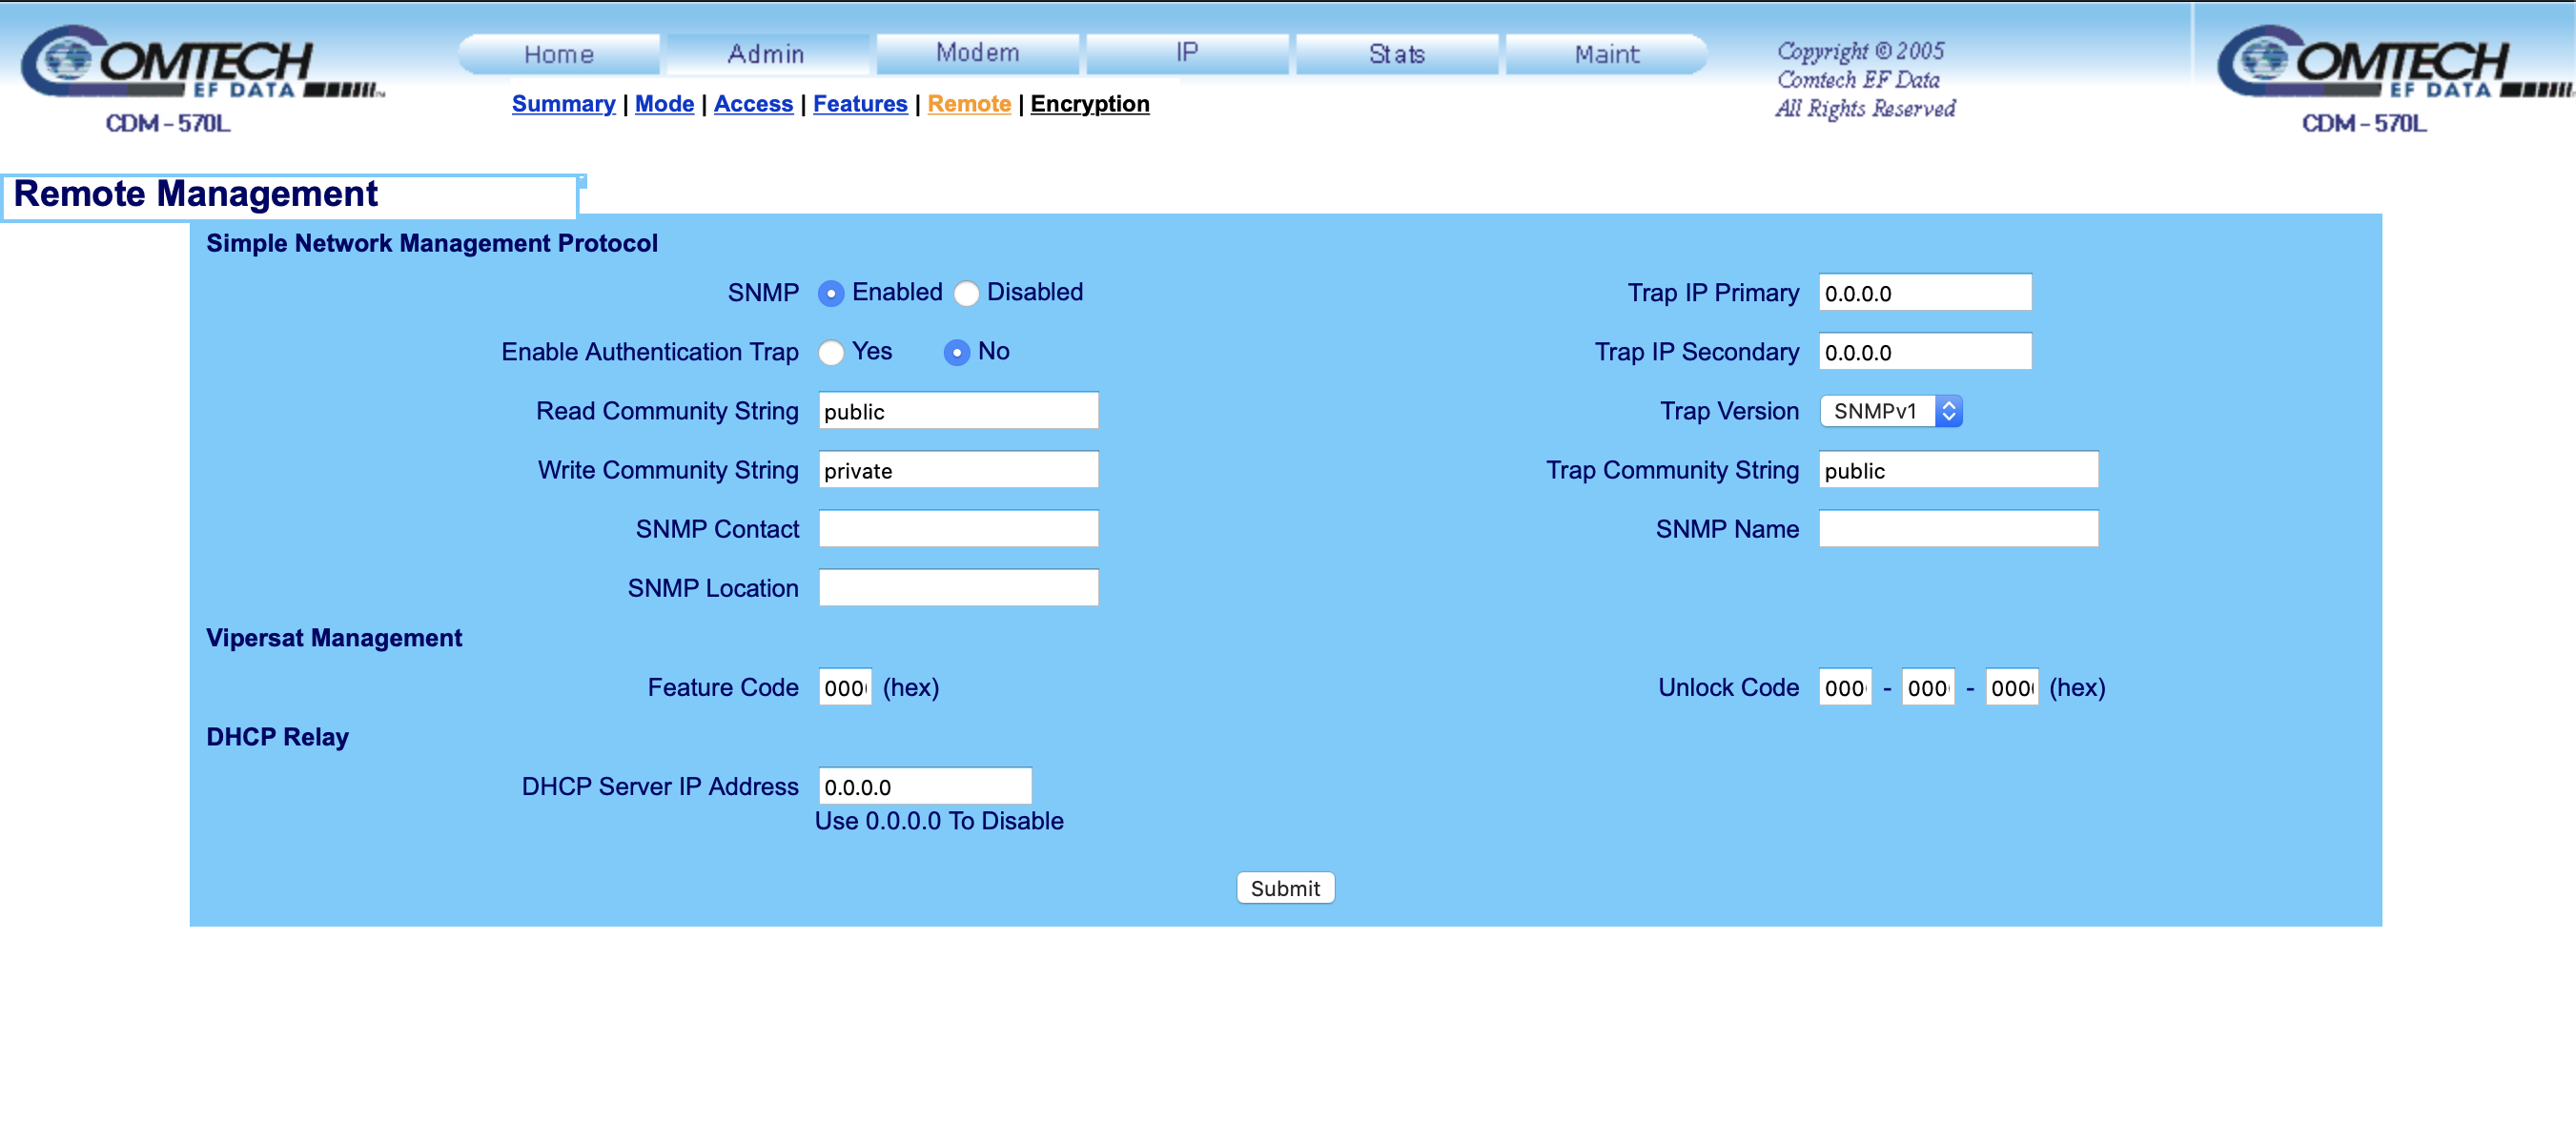 COMTECH
EF DATA
CDM - 570L
Home
Admin
Modem
IP
Stats
Maint
Summary | Mode | Access | Features | Remote | Encryption
Copyright © 2005
Comtech EF Data
All Rights Reserved
COMTECH
EF DATA
CDM - 570L
Remote Management
Simple Network Management Protocol
SNMP Enabled Disabled
Trap IP Primary 0.0.0.0
Enable Authentication Trap Yes No
Trap IP Secondary 0.0.0.0
Read Community String public
Trap Version SNMPv1
Write Community String private
Trap Community String public
SNMP Contact
SNMP Name
SNMP Location
Vipersat Management
Feature Code 000 (hex)
Unlock Code 000 - 000 - 000 (hex)
DHCP Relay
DHCP Server IP Address 0.0.0.0
Use 0.0.0.0 To Disable
Submit